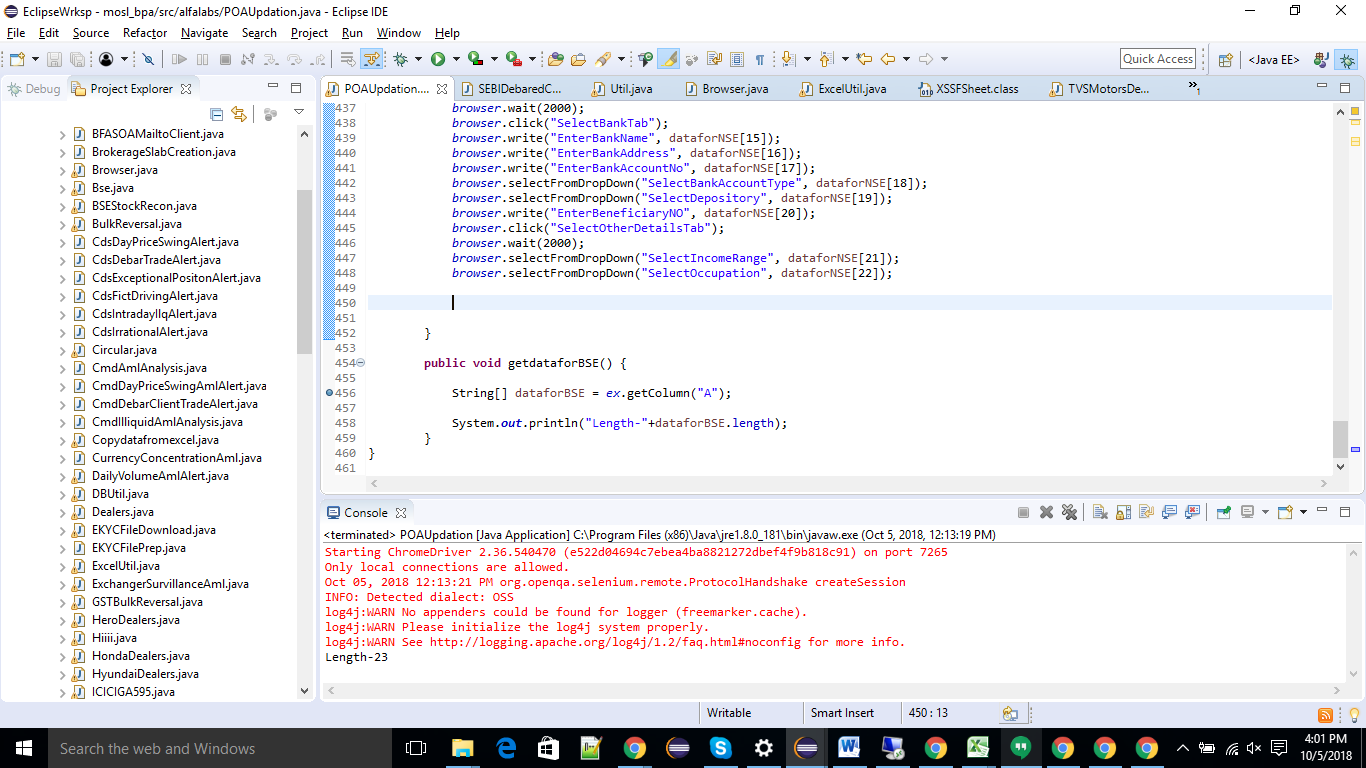 EclipseWrksp - mosl_bpa/src/alfalabs/POAUpdation.java - Eclipse IDE
File Edit Source Refactor Navigate Search Project Run Window Help
Quick Access <Java EE>
Debug Project Explorer
POAUpdation.... SEBIDebaredC... Util.java Browser.java ExcelUtil.java XSSFSheet.class TVSMotorsDe... »1
BFASOAMailtoClient.java
BrokerageSlabCreation.java
Browser.java
Bse.java
BSEStockRecon.java
BulkReversal.java
CdsDayPriceSwingAlert.java
CdsDebarTradeAlert.java
CdsExceptionalPositonAlert.java
CdsFictDrivingAlert.java
CdsIntradayIlqAlert.java
CdsIrrationalAlert.java
Circular.java
CmdAmlAnalysis.java
CmdDayPriceSwingAmlAlert.java
CmdDebarClientTradeAlert.java
CmdIlliquidAmlAnalysis.java
Copydatafromexcel.java
CurrencyConcentrationAml.java
DailyVolumeAmlAlert.java
DBUtil.java
Dealers.java
EKYCFileDownload.java
EKYCFilePrep.java
ExcelUtil.java
ExchangerSurvillanceAml.java
GSTBulkReversal.java
HeroDealers.java
Hiiii.java
HondaDealers.java
HyundaiDealers.java
ICICIGA595.java
437 browser.wait(2000);
438 browser.click("SelectBankTab");
439 browser.write("EnterBankName", dataforNSE[15]);
440 browser.write("EnterBankAddress", dataforNSE[16]);
441 browser.write("EnterBankAccountNo", dataforNSE[17]);
442 browser.selectFromDropDown("SelectBankAccountType", dataforNSE[18]);
443 browser.selectFromDropDown("SelectDepository", dataforNSE[19]);
444 browser.write("EnterBeneficiaryNO", dataforNSE[20]);
445 browser.click("SelectOtherDetailsTab");
446 browser.wait(2000);
447 browser.selectFromDropDown("SelectIncomeRange", dataforNSE[21]);
448 browser.selectFromDropDown("SelectOccupation", dataforNSE[22]);
449
450
451
452 }
453
454 public void getdataforBSE() {
455
456 String[] dataforBSE = ex.getColumn("A");
457
458 System.out.println("Length-"+dataforBSE.length);
459 }
460 }
461
Console
<terminated> POAUpdation [Java Application] C:\Program Files (x86)\Java\jre1.8.0_181\bin\javaw.exe (Oct 5, 2018, 12:13:19 PM)
Starting ChromeDriver 2.36.540470 (e522d04694c7ebea4ba8821272dbef4f9b818c91) on port 7265
Only local connections are allowed.
Oct 05, 2018 12:13:21 PM org.openqa.selenium.remote.ProtocolHandshake createSession
INFO: Detected dialect: OSS
log4j:WARN No appenders could be found for logger (freemarker.cache).
log4j:WARN Please initialize the log4j system properly.
log4j:WARN See http://logging.apache.org/log4j/1.2/faq.html#noconfig for more info.
Length-23
Writable Smart Insert 450 : 13
Search the web and Windows
4:01 PM
10/5/2018